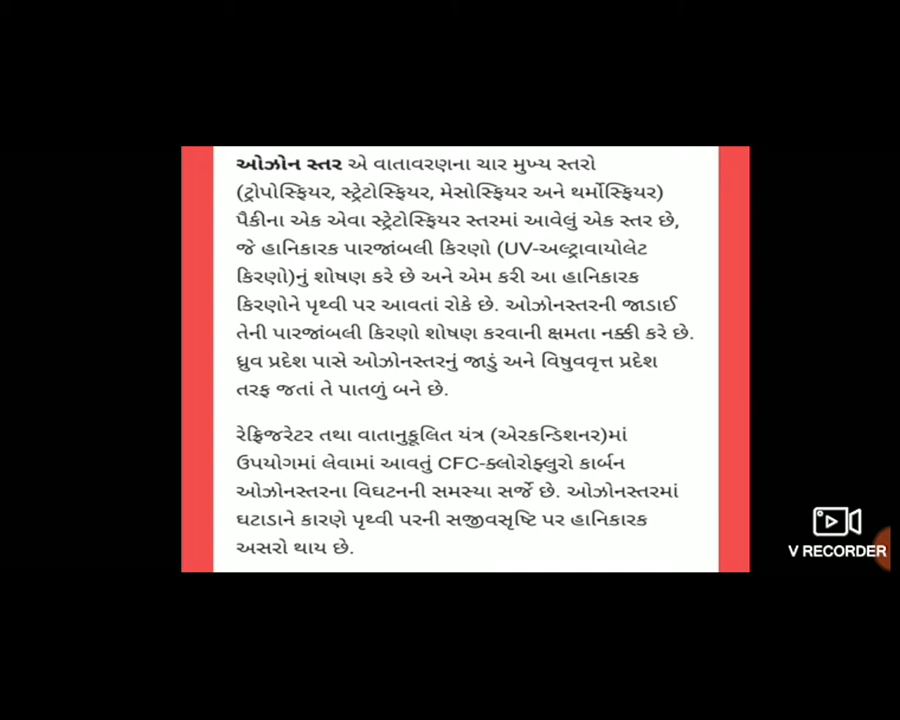 ઓઝોન સ્તર એ વાતાવરણના ચાર મુખ્ય સ્તરો
(ટ્રોપોસ્ફિયર, સ્ટ્રેટોસ્ફિયર, મેસોસ્ફિયર અને થર્મોસ્ફિયર)
પૈકીના એક એવા સ્ટ્રેટોસ્ફિયર સ્તરમાં આવેલું એક સ્તર છે,
જે હાનિકારક પારજાંબલી કિરણો (UV-અલ્ટ્રાવાયોલેટ
કિરણો)નું શોષણ કરે છે અને એમ કરી આ હાનિકારક
કિરણોને પૃથ્વી પર આવતાં રોકે છે. ઓઝોનસ્તરની જાડાઈ
તેની પારજાંબલી કિરણો શોષણ કરવાની ક્ષમતા નક્કી કરે છે.
ધ્રુવ પ્રદેશ પાસે ઓઝોનસ્તરનું જાડું અને વિષુવવૃત્ત પ્રદેશ
તરફ જતાં તે પાતળું બને છે.
રેફ્રિજરેટર તથા વાતાનુકૂલિત યંત્ર (એરકન્ડિશનર)માં
ઉપયોગમાં લેવામાં આવતું CFC-ક્લોરોફ્લુરો કાર્બન
ઓઝોનસ્તરના વિઘટનની સમસ્યા સર્જે છે. ઓઝોનસ્તરમાં
ઘટાડાને કારણે પૃથ્વી પરની સજીવસૃષ્ટિ પર હાનિકારક
અસરો થાય છે.
V RECORDER